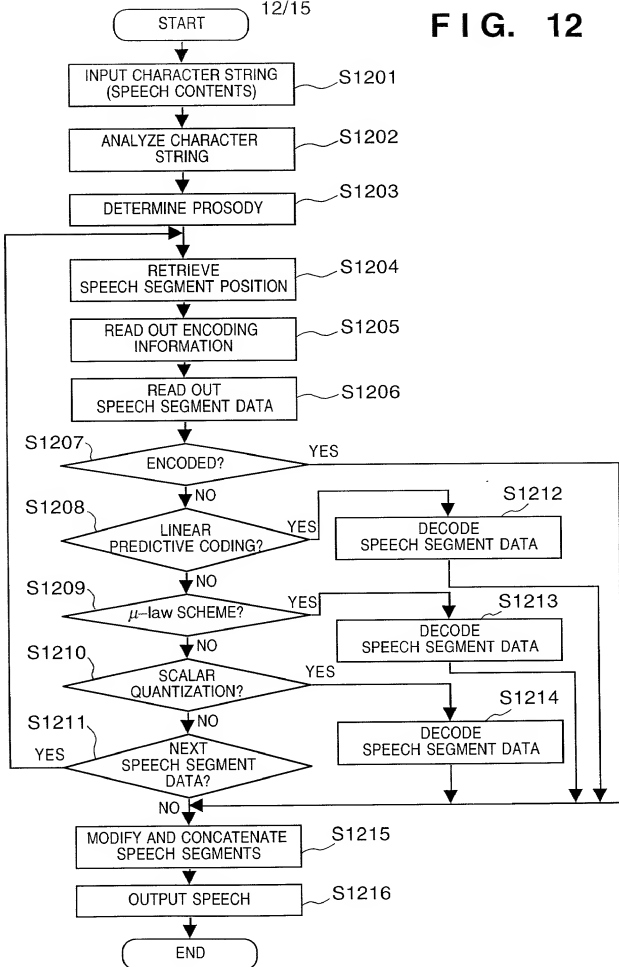 12/15
FIG. 12
START
INPUT CHARACTER STRING
(SPEECH CONTENTS)
S1201
ANALYZE CHARACTER
STRING
S1202
DETERMINE PROSODY
S1203
RETRIEVE
SPEECH SEGMENT POSITION
S1204
READ OUT ENCODING
INFORMATION
S1205
READ OUT
SPEECH SEGMENT DATA
S1206
S1207
ENCODED?
YES
NO
S1208
LINEAR
PREDICTIVE CODING?
YES
NO
S1212
DECODE
SPEECH SEGMENT DATA
S1209
μ-law SCHEME?
YES
NO
S1213
DECODE
SPEECH SEGMENT DATA
S1210
SCALAR
QUANTIZATION?
YES
NO
S1214
DECODE
SPEECH SEGMENT DATA
S1211
NEXT
SPEECH SEGMENT
DATA?
YES
NO
MODIFY AND CONCATENATE
SPEECH SEGMENTS
S1215
OUTPUT SPEECH
S1216
END